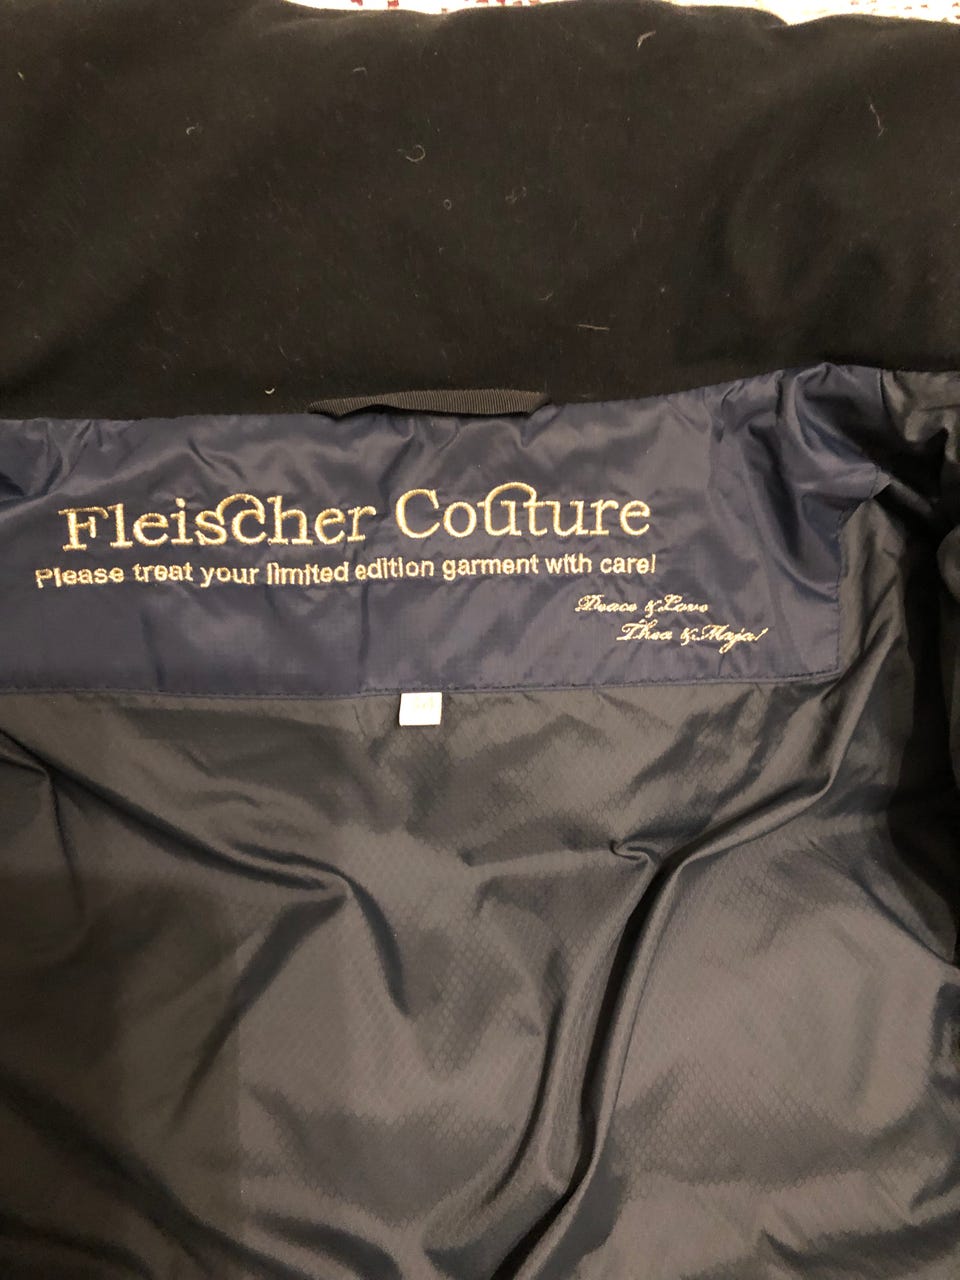 Fleischer Couture
Please treat your limited edition garment with care!
Peace & Love
Thea & Maja!